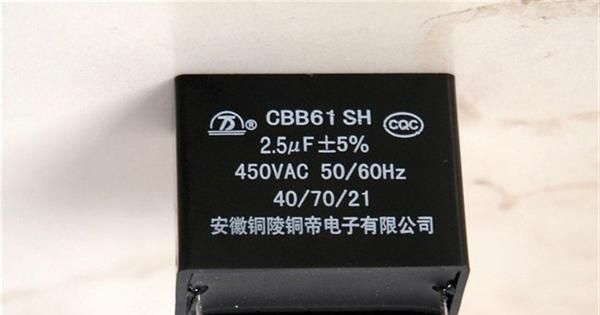 ® CBB61 SH CQC
2.5μF±5%
450VAC 50/60Hz
40/70/21
安徽铜陵铜帝电子有限公司